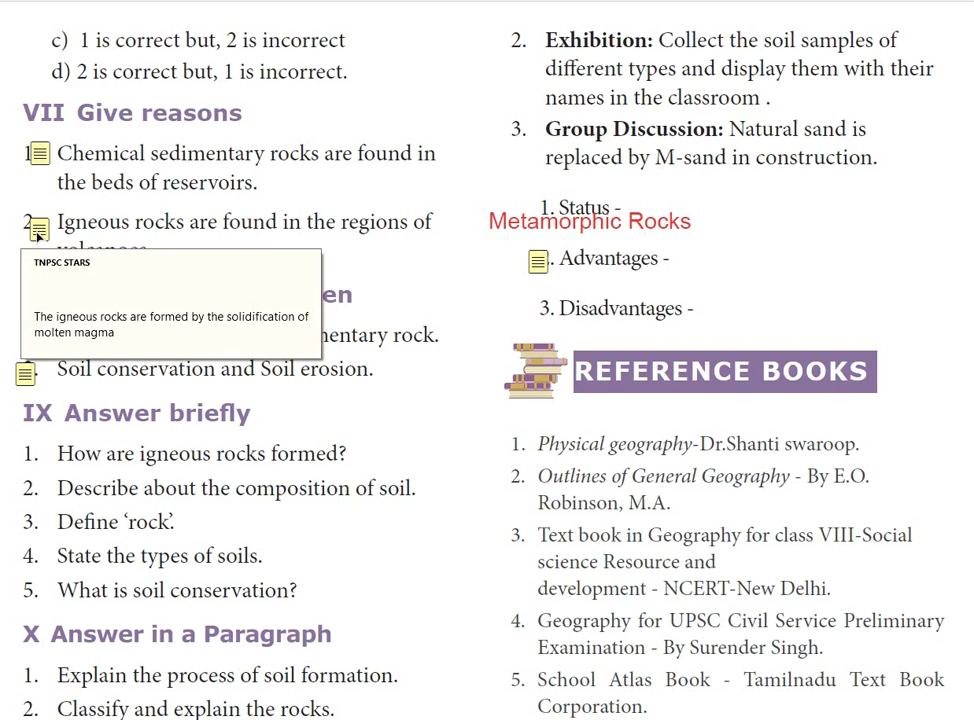 c) 1 is correct but, 2 is incorrect
d) 2 is correct but, 1 is incorrect.
VII Give reasons
1 Chemical sedimentary rocks are found in
the beds of reservoirs.
2 Igneous rocks are found in the regions of
TNPSC STARS
The igneous rocks are formed by the solidification of
molten magma
en
mentary rock.
Soil conservation and Soil erosion.
IX Answer briefly
1. How are igneous rocks formed?
2. Describe about the composition of soil.
3. Define ‘rock’.
4. State the types of soils.
5. What is soil conservation?
X Answer in a Paragraph
1. Explain the process of soil formation.
2. Classify and explain the rocks.
2. Exhibition: Collect the soil samples of
different types and display them with their
names in the classroom .
3. Group Discussion: Natural sand is
replaced by M-sand in construction.
1. Status -
Metamorphic Rocks
. Advantages -
3. Disadvantages -
REFERENCE BOOKS
1. Physical geography-Dr.Shanti swaroop.
2. Outlines of General Geography - By E.O.
Robinson, M.A.
3. Text book in Geography for class VIII-Social
science Resource and
development - NCERT-New Delhi.
4. Geography for UPSC Civil Service Preliminary
Examination - By Surender Singh.
5. School Atlas Book - Tamilnadu Text Book
Corporation.